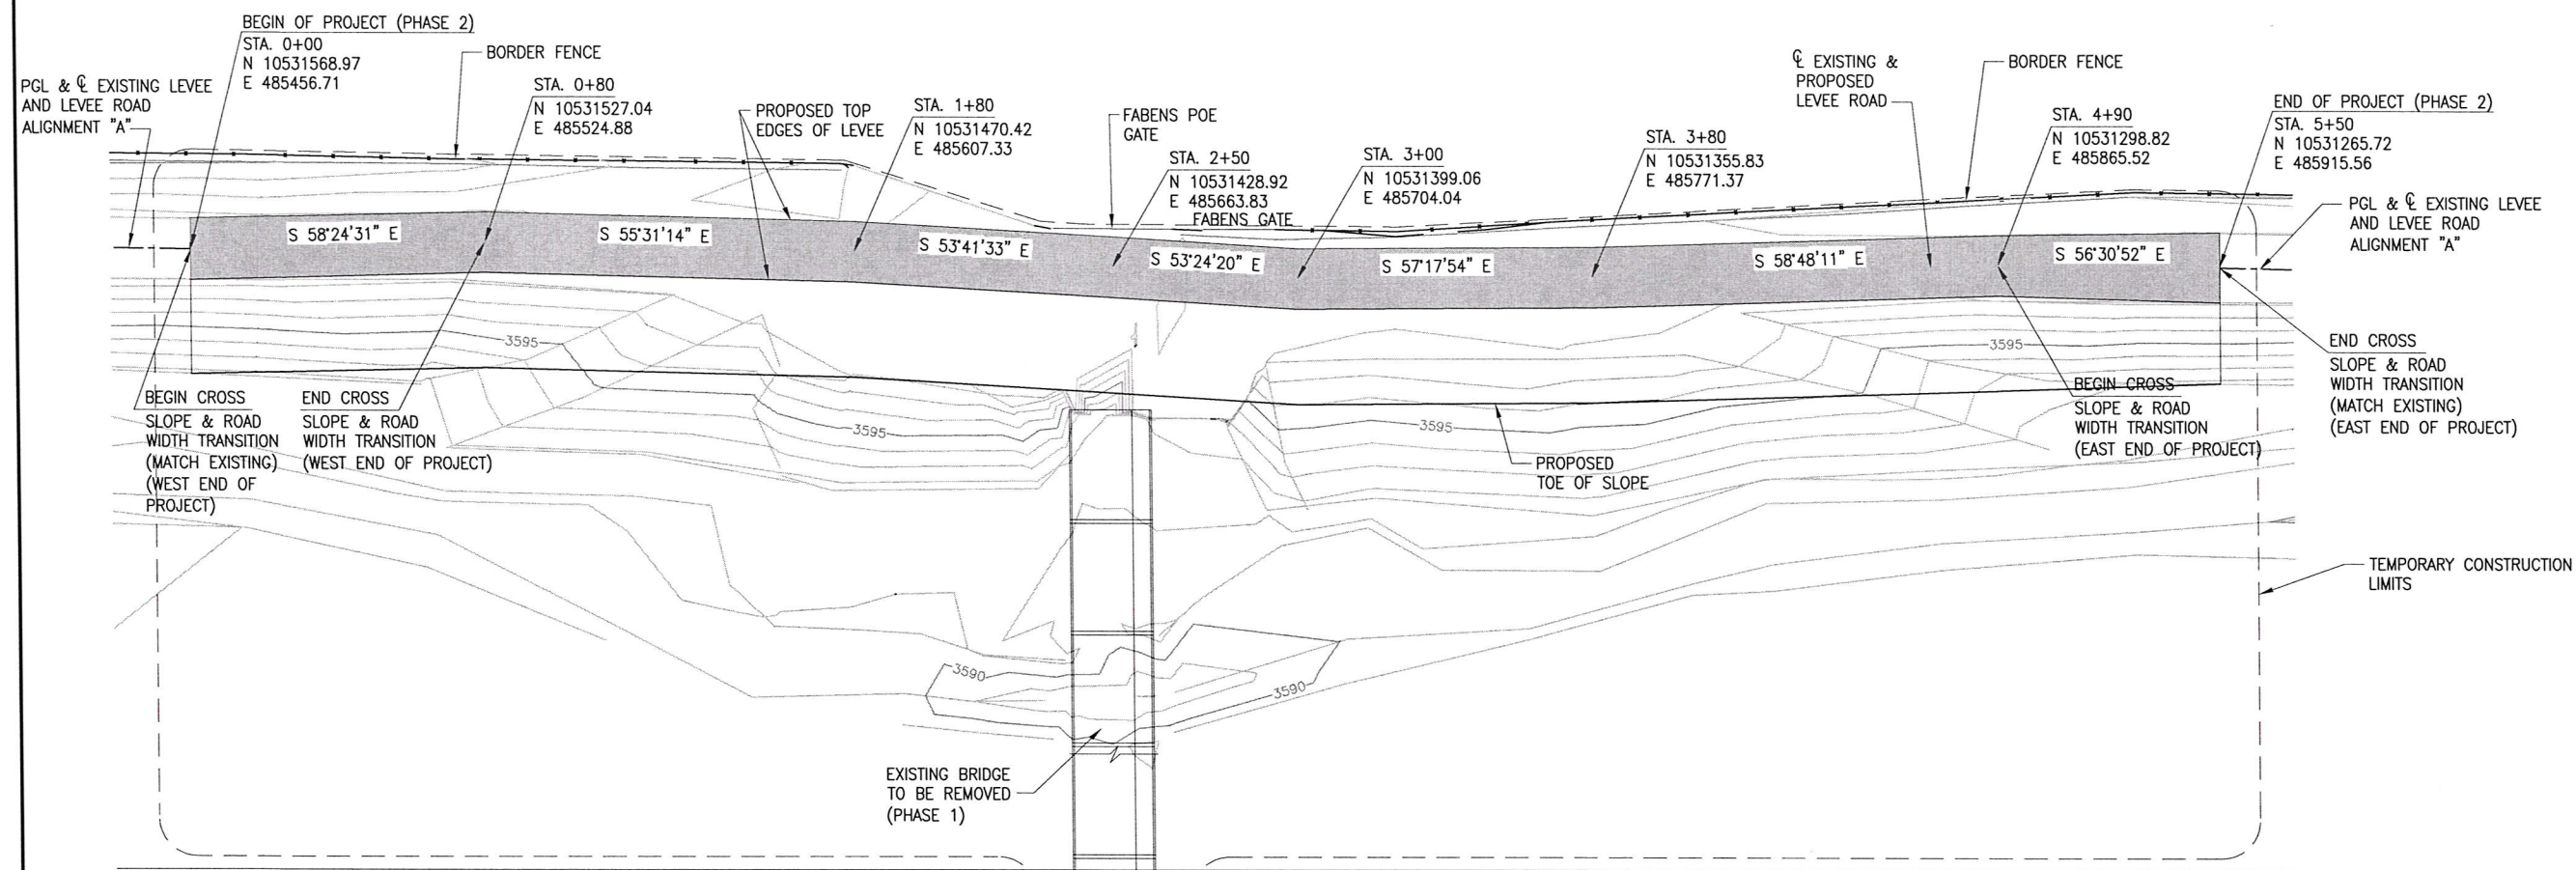 BEGIN OF PROJECT (PHASE 2)
STA. 0+00
N 10531568.97
E 485456.71
PGL & ℄ EXISTING LEVEE
AND LEVEE ROAD
ALIGNMENT "A"
BORDER FENCE
STA. 0+80
N 10531527.04
E 485524.88
PROPOSED TOP
EDGES OF LEVEE
STA. 1+80
N 10531470.42
E 485607.33
FABENS POE
GATE
STA. 2+50
N 10531428.92
E 485663.83
FABENS GATE
STA. 3+00
N 10531399.06
E 485704.04
STA. 3+80
N 10531355.83
E 485771.37
℄ EXISTING &
PROPOSED
LEVEE ROAD
BORDER FENCE
STA. 4+90
N 10531298.82
E 485865.52
END OF PROJECT (PHASE 2)
STA. 5+50
N 10531265.72
E 485915.56
PGL & ℄ EXISTING LEVEE
AND LEVEE ROAD
ALIGNMENT "A"
S 58°24'31" E
S 55°31'14" E
S 53°41'33" E
S 53°24'20" E
S 57°17'54" E
S 58°48'11" E
S 56°30'52" E
3595
3595
3595
3595
BEGIN CROSS
SLOPE & ROAD
WIDTH TRANSITION
(MATCH EXISTING)
(WEST END OF
PROJECT)
END CROSS
SLOPE & ROAD
WIDTH TRANSITION
(WEST END OF PROJECT)
PROPOSED
TOE OF SLOPE
BEGIN CROSS
SLOPE & ROAD
WIDTH TRANSITION
(EAST END OF PROJECT)
END CROSS
SLOPE & ROAD
WIDTH TRANSITION
(MATCH EXISTING)
(EAST END OF PROJECT)
TEMPORARY CONSTRUCTION
LIMITS
3590
3590
EXISTING BRIDGE
TO BE REMOVED
(PHASE 1)